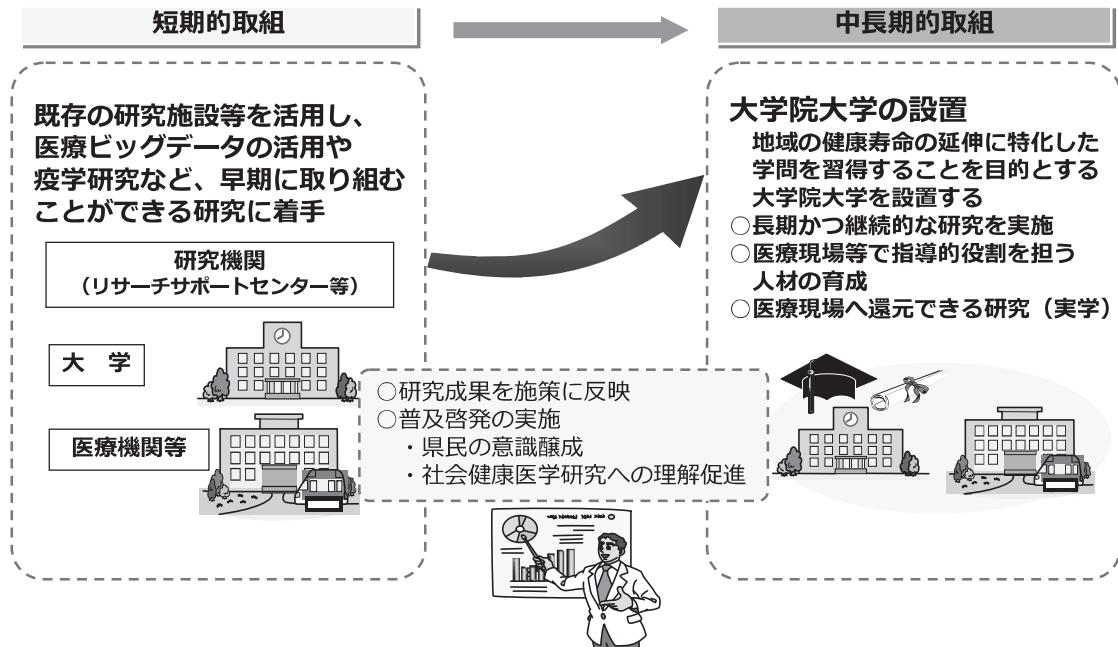 短期的取組
中長期的取組
既存の研究施設等を活用し、
医療ビッグデータの活用や
疫学研究など、早期に取り組む
ことができる研究に着手
研究機関
（リサーチサポートセンター等）
大　学
医療機関等
○研究成果を施策に反映
○普及啓発の実施
・県民の意識醸成
・社会健康医学研究への理解促進
大学院大学の設置
地域の健康寿命の延伸に特化した
学問を習得することを目的とする
大学院大学を設置する
○長期かつ継続的な研究を実施
○医療現場等で指導的役割を担う
人材の育成
○医療現場へ還元できる研究（実学）